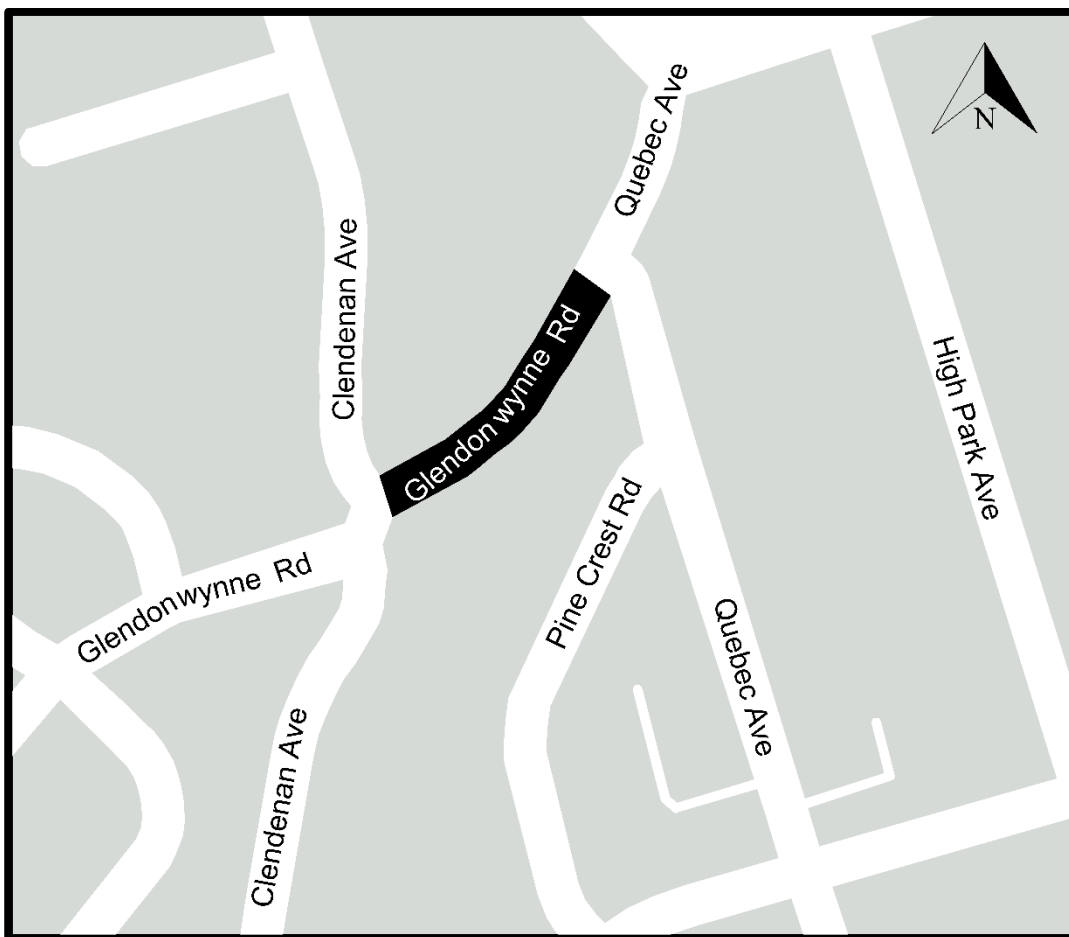 N
Quebec Ave
Clendenan Ave
Glendonwynne Rd
High Park Ave
Pine Crest Rd
Glendonwynne Rd
Quebec Ave
Clendenan Ave